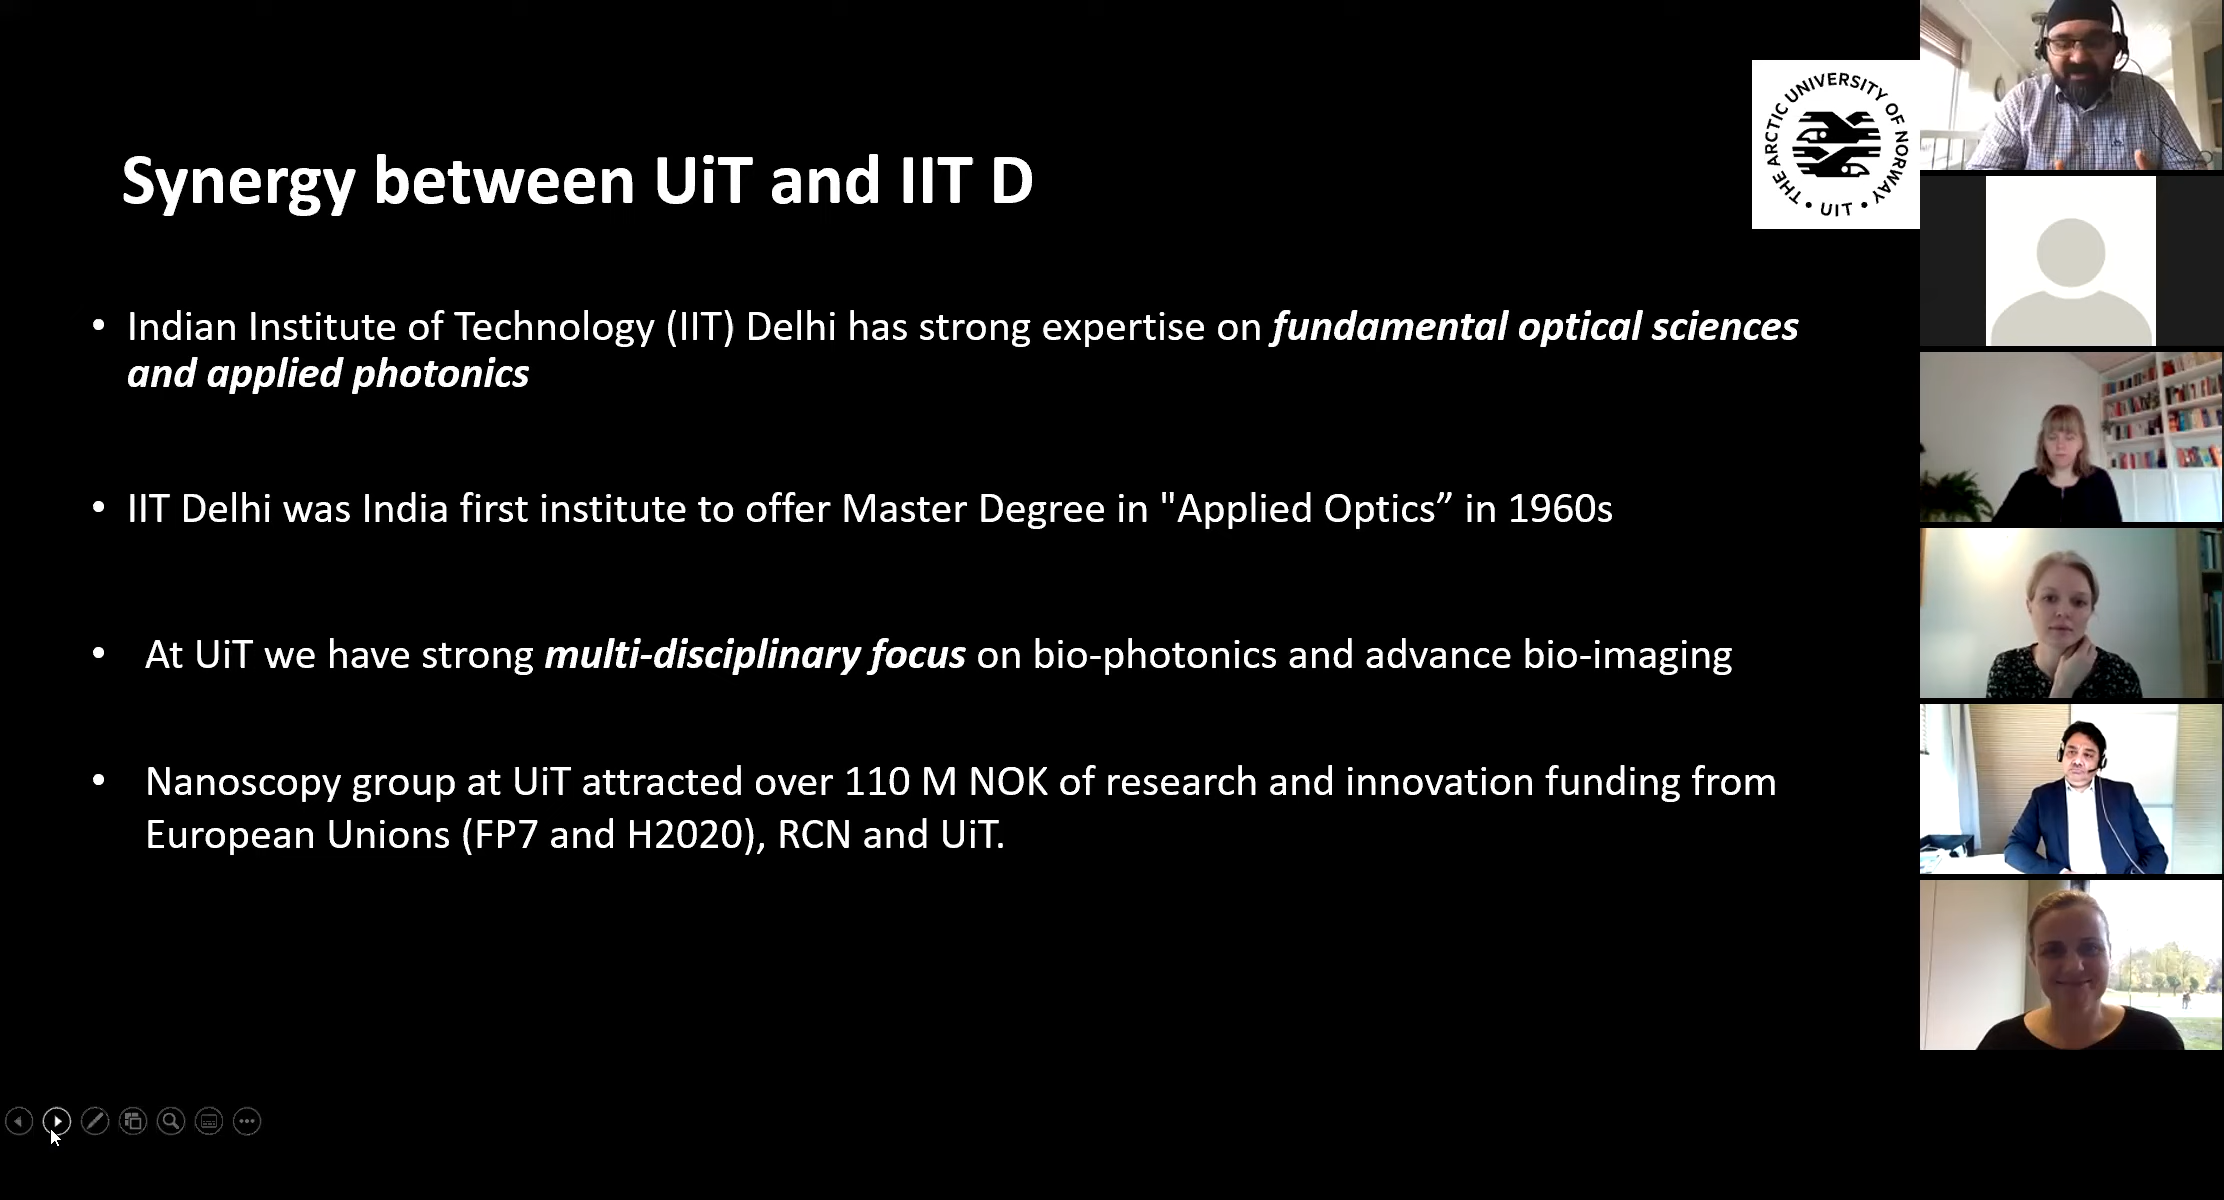 Synergy between UiT and IIT D
THE ARCTIC UNIVERSITY OF NORWAY
• UIT •
• Indian Institute of Technology (IIT) Delhi has strong expertise on fundamental optical sciences
and applied photonics
• IIT Delhi was India first institute to offer Master Degree in "Applied Optics” in 1960s
• At UiT we have strong multi-disciplinary focus on bio-photonics and advance bio-imaging
• Nanoscopy group at UiT attracted over 110 M NOK of research and innovation funding from
European Unions (FP7 and H2020), RCN and UiT.